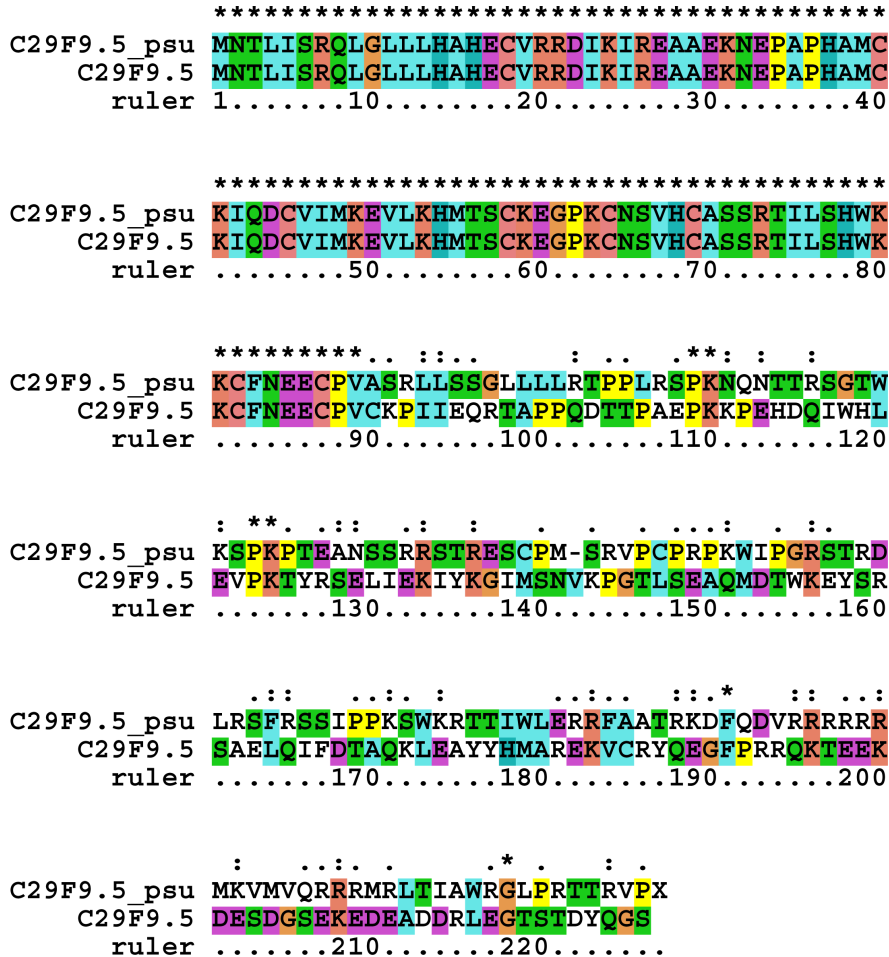 ****************************************
C29F9.5_psu MNTLISRQLGLLLHAHECVRRDIKIREAAEKNEPAPHAMC
C29F9.5 MNTLISRQLGLLLHAHECVRRDIKIREAAEKNEPAPHAMC
ruler 1.......10........20........30........40
****************************************
C29F9.5_psu KIQDCVIMKEVLKHMTSCKEGPKCNSVHCASSRTILSHWK
C29F9.5 KIQDCVIMKEVLKHMTSCKEGPKCNSVHCASSRTILSHWK
ruler ........50........60........70........80
*********.. ::..     : .   .**: :  :
C29F9.5_psu KCFNEECPVASRLLSSGLLLLRTPPLRSPKNQNTTRSGTW
C29F9.5 KCFNEECPVCKPIIEQRTAPPQDTTPAEPKKPEHDQIWHL
ruler ........90.......100.......110.......120
: **. .::  .:  :   .  .    ...:  .: ..
C29F9.5_psu KSPKPTEANSSRRSTRESCPM-SRVPCPRPKWIPGRSTRD
C29F9.5 EVPKTYRSELIEKIYKGIMSNVKPGTLSEAQMDTWKEYSR
ruler .......130.......140.......150.......160
.::   ..:. :      ..:..  ::.*   ::  .:
C29F9.5_psu LRSFRSSIPPKSWKRTTIWLERRFAATRKDFQDVRRRRRR
C29F9.5 SAELQIFDTAQKLEAYYHMAREKVCRYQEGFPRRQKTEEK
ruler .......170.......180.......190.......200
:   ..:. :        * .   : .
C29F9.5_psu MKVMVQRRRMRLTIAWRGLPRTTRVPX
C29F9.5 DESDGSEKEDEADDRLEGTSTDYQGS
ruler .......210.......220.......